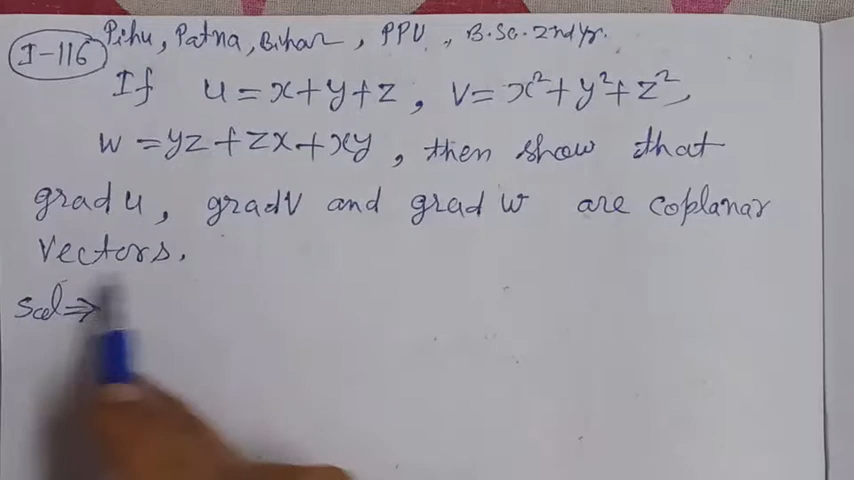 I-116 Pihu, Patna, Bihar, PPU, B.Sc. 2nd Yr.
If u = x+y+z, v = x²+y²+z²,
w = yz+zx+xy, then show that
grad u, grad v and grad w are coplanar
vectors.
Sol ⇒